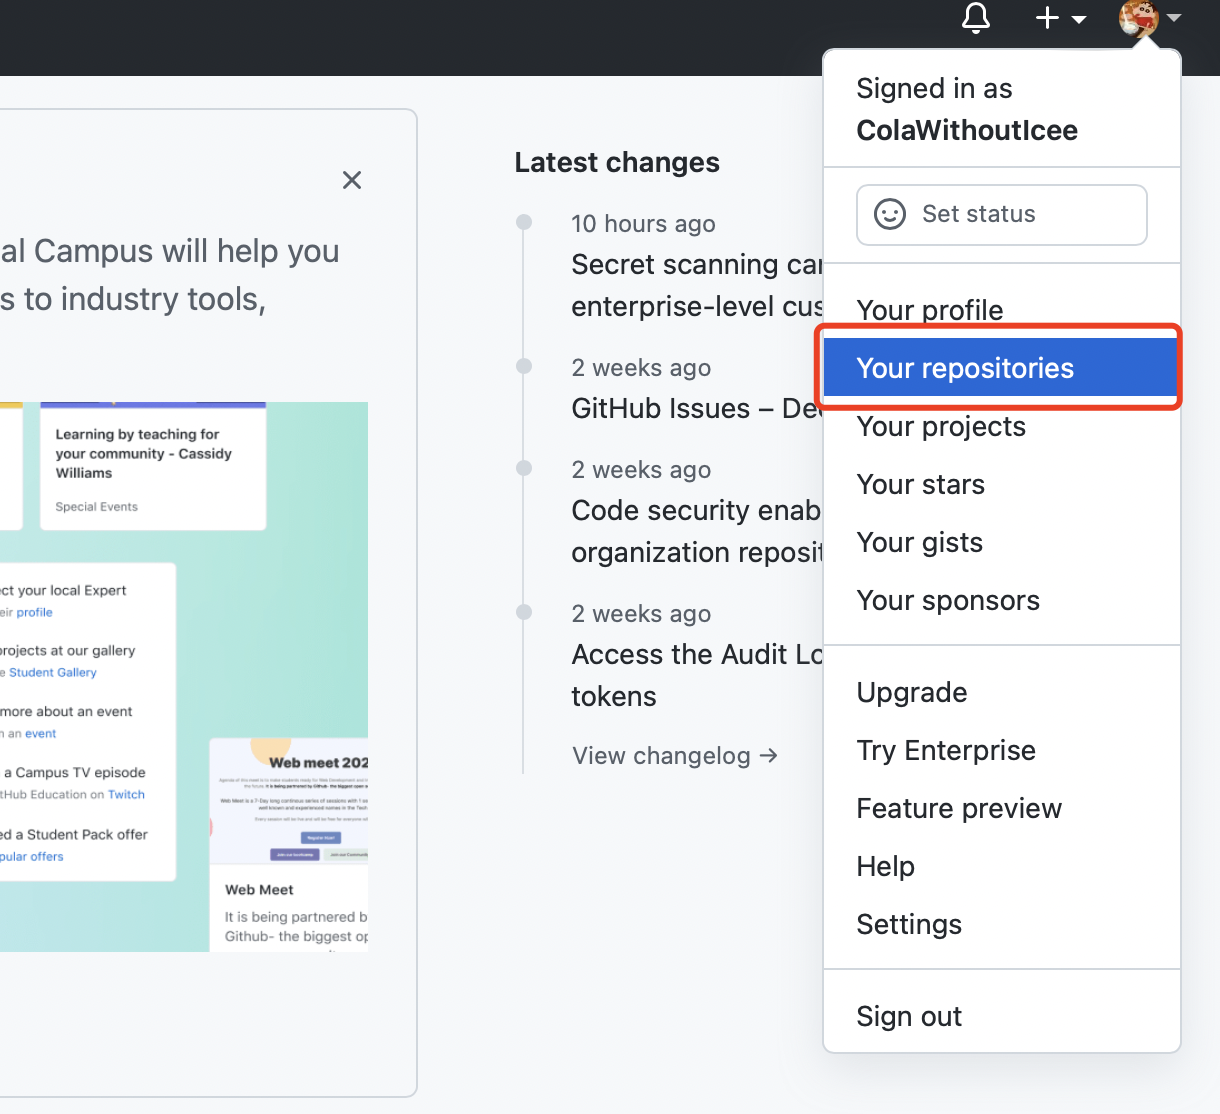 Signed in as
ColaWithoutIcee
Set status
Your profile
Your repositories
Your projects
Your stars
Your gists
Your sponsors
Upgrade
Try Enterprise
Feature preview
Help
Settings
Sign out
al Campus will help you
s to industry tools,
Learning by teaching for
your community - Cassidy
Williams
Special Events
ct your local Expert
eir profile
rojects at our gallery
e Student Gallery
more about an event
n an event
a Campus TV episode
tHub Education on Twitch
ed a Student Pack offer
pular offers
Web meet 202
Register Now!
Web Meet
It is being partnered b
Github- the biggest op
Latest changes
10 hours ago
Secret scanning car
enterprise-level cus
2 weeks ago
GitHub Issues – Dec
2 weeks ago
Code security enab
organization reposit
2 weeks ago
Access the Audit Lo
tokens
View changelog →